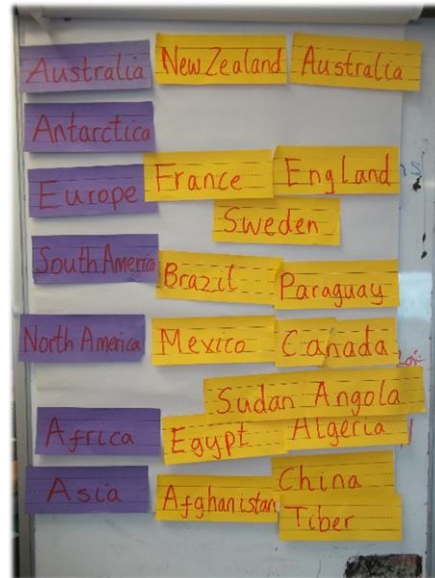 Australia New Zealand Australia
Antarctica
Europe France England
Sweden
South America Brazil Paraguay
North America Mexico Canada
Sudan Angola
Africa Egypt Algeria
Asia Afghanistan China
Tiber